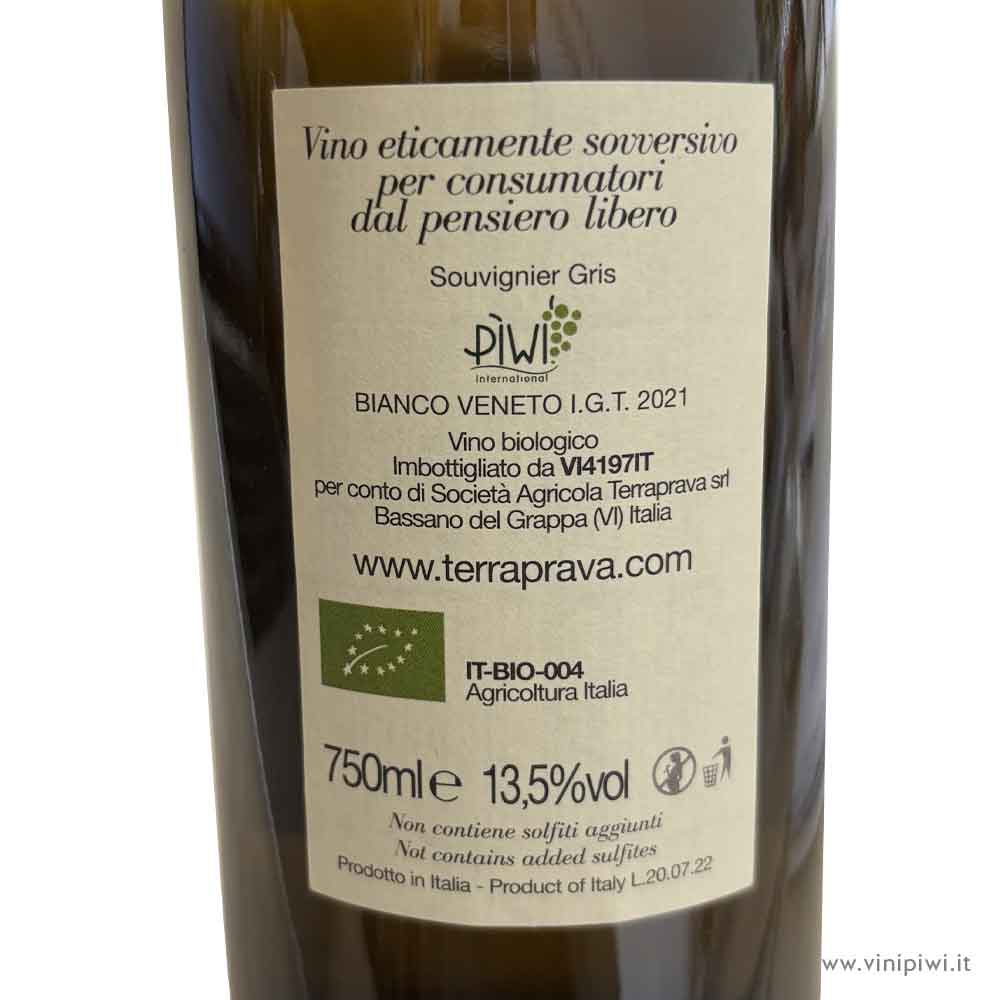 Vino eticamente sovversivo
per consumatori
dal pensiero libero
Souvignier Gris
PÌWI
international
BIANCO VENETO I.G.T. 2021
Vino biologico
Imbottigliato da VI4197IT
per conto di Società Agricola Terraprava srl
Bassano del Grappa (VI) Italia
www.terraprava.com
IT-BIO-004
Agricoltura Italia
750ml e 13,5%vol
Non contiene solfiti aggiunti
Not contains added sulfites
Prodotto in Italia - Product of Italy L.20.07.22
www.vinipiwi.it